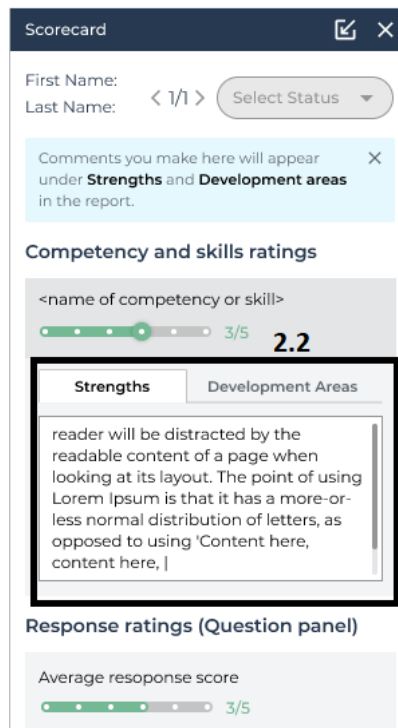 Scorecard
First Name:
Last Name:
< 1/1 >
Select Status
Comments you make here will appear
under Strengths and Development areas
in the report.
Competency and skills ratings
<name of competency or skill>
3/5
2.2
Strengths
Development Areas
reader will be distracted by the
readable content of a page when
looking at its layout. The point of using
Lorem Ipsum is that it has a more-or-
less normal distribution of letters, as
opposed to using 'Content here,
content here, |
Response ratings (Question panel)
Average resoponse score
3/5